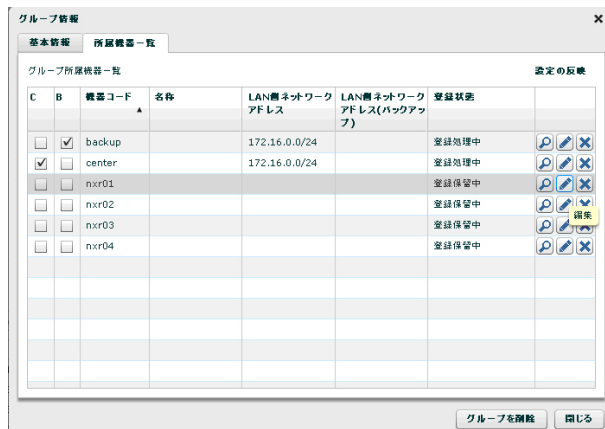 グループ情報
基本情報 所属機器一覧
グループ所属機器一覧 設定の反映
C B 機器コード 名称 LAN側ネットワークアドレス LAN側ネットワークアドレス(バックアップ) 登録状態
backup 172.16.0.0/24 登録処理中
center 172.16.0.0/24 登録処理中
nxr01 登録保留中
nxr02 登録保留中
編集
nxr03 登録保留中
nxr04 登録保留中
グループを削除 閉じる